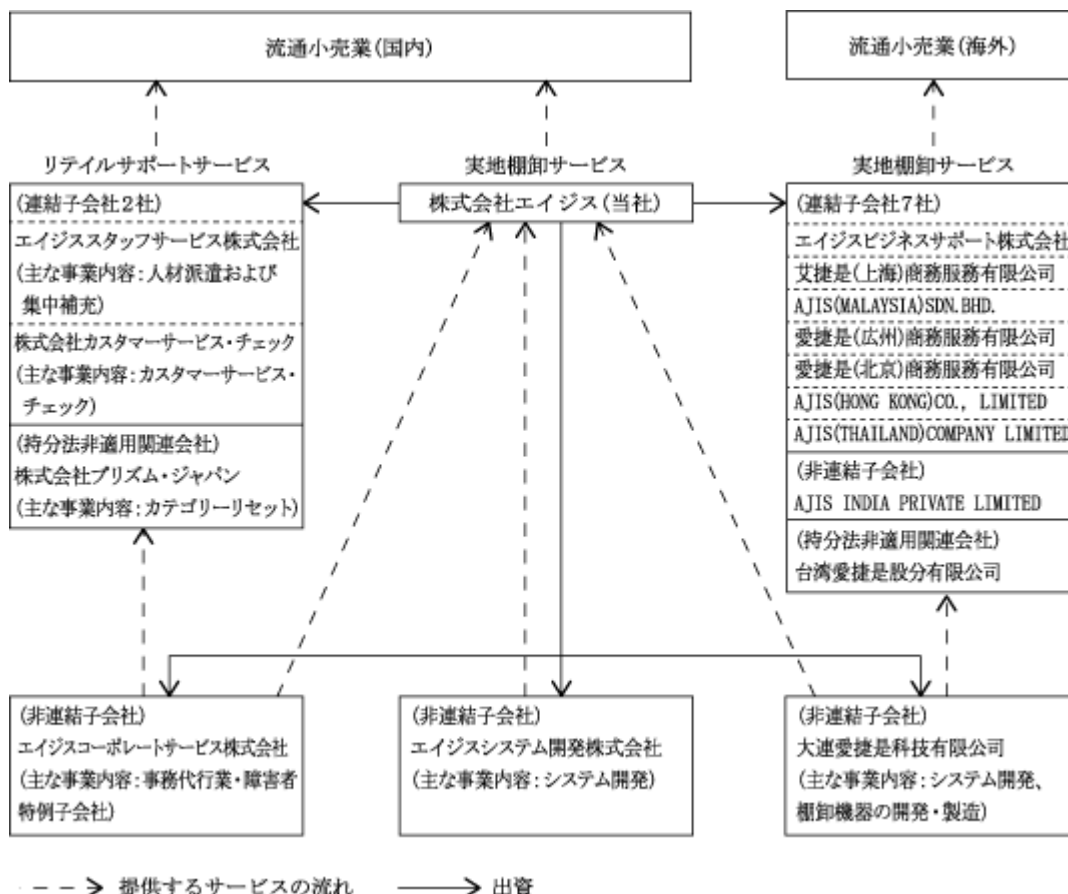 流通小売業(国内)
流通小売業(海外)
リテイルサポートサービス
実地棚卸サービス
実地棚卸サービス
(連結子会社2社)
エイジススタッフサービス株式会社
(主な事業内容:人材派遣および
集中補充)
株式会社カスタマーサービス・チェック
(主な事業内容:カスタマーサービス・
チェック)
(持分法非適用関連会社)
株式会社プリズム・ジャパン
(主な事業内容:カテゴリーリセット)
株式会社エイジス(当社)
(連結子会社7社)
エイジスビジネスサポート株式会社
艾捷是(上海)商務服務有限公司
AJIS(MALAYSIA)SDN.BHD.
愛捷是(広州)商務服務有限公司
愛捷是(北京)商務服務有限公司
AJIS(HONG KONG)CO., LIMITED
AJIS(THAILAND)COMPANY LIMITED
(非連結子会社)
AJIS INDIA PRIVATE LIMITED
(持分法非適用関連会社)
台湾愛捷是股分有限公司
(非連結子会社)
エイジスコーポレートサービス株式会社
(主な事業内容:事務代行業・障害者
特例子会社)
(非連結子会社)
エイジスシステム開発株式会社
(主な事業内容:システム開発)
(非連結子会社)
大連愛捷是科技有限公司
(主な事業内容:システム開発、
棚卸機器の開発・製造)
提供するサービスの流れ
出資